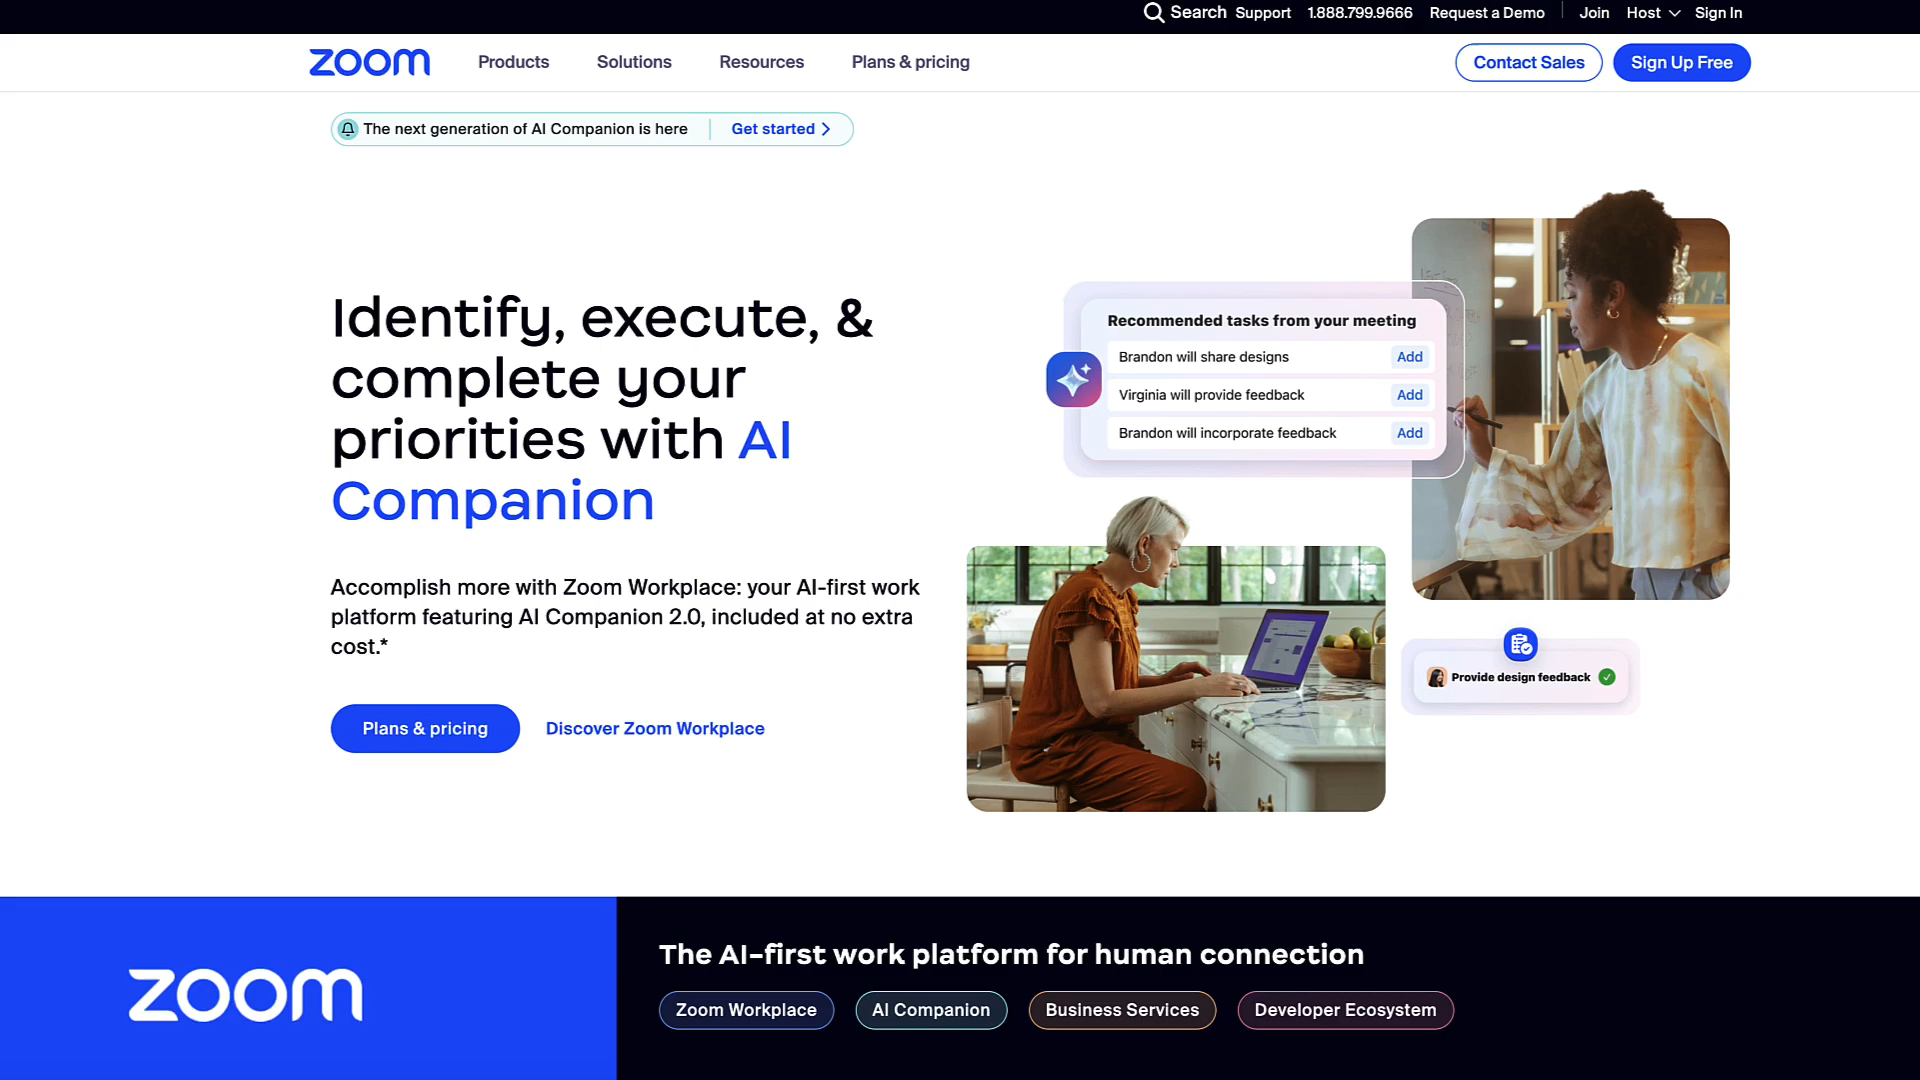 Search Support 1.888.799.9666 Request a Demo Join Host Sign In
zoom Products Solutions Resources Plans & pricing Contact Sales Sign Up Free
The next generation of AI Companion is here Get started
Identify, execute, &
complete your
priorities with AI
Companion
Accomplish more with Zoom Workplace: your AI-first work
platform featuring AI Companion 2.0, included at no extra
cost.*
Plans & pricing Discover Zoom Workplace
Recommended tasks from your meeting
Brandon will share designs Add
Virginia will provide feedback Add
Brandon will incorporate feedback Add
Provide design feedback
zoom
The AI-first work platform for human connection
Zoom Workplace AI Companion Business Services Developer Ecosystem